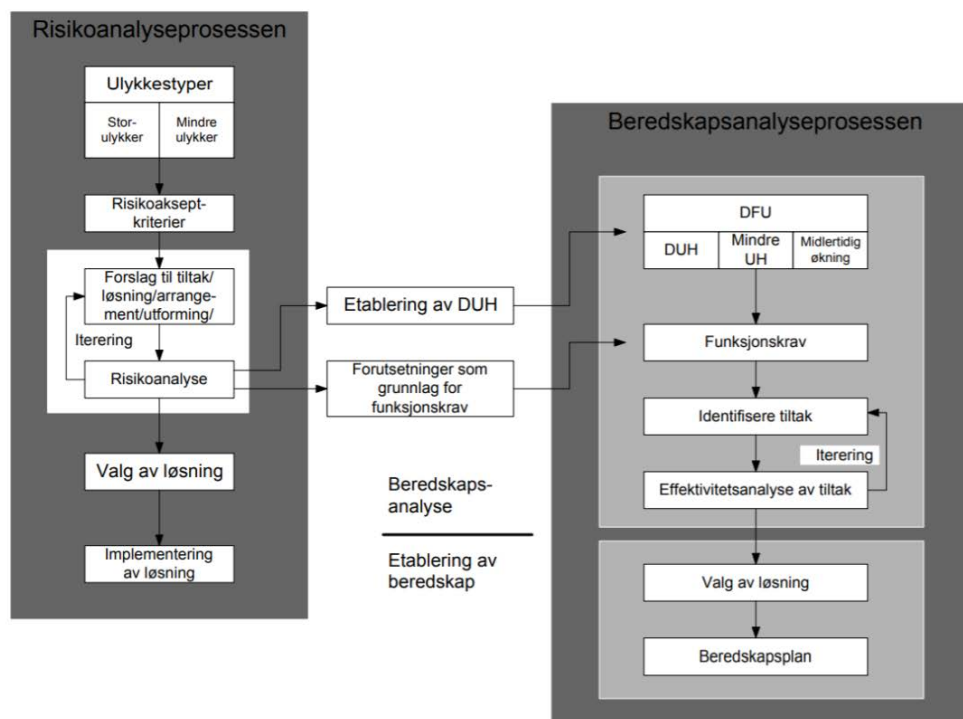 Risikoanalyseprosessen
Ulykkestyper
Stor-
ulykker
Mindre
ulykker
Risikoaksept-
kriterier
Forslag til tiltak/
løsning/arrange-
ment/utforming/
Iterering
Risikoanalyse
Valg av løsning
Implementering
av løsning
Etablering av DUH
Forutsetninger som
grunnlag for
funksjonskrav
Beredskaps-
analyse
Etablering av
beredskap
Beredskapsanalyseprosessen
DFU
DUH
Mindre
UH
Midlertidig
økning
Funksjonskrav
Identifisere tiltak
Iterering
Effektivitetsanalyse av tiltak
Valg av løsning
Beredskapsplan